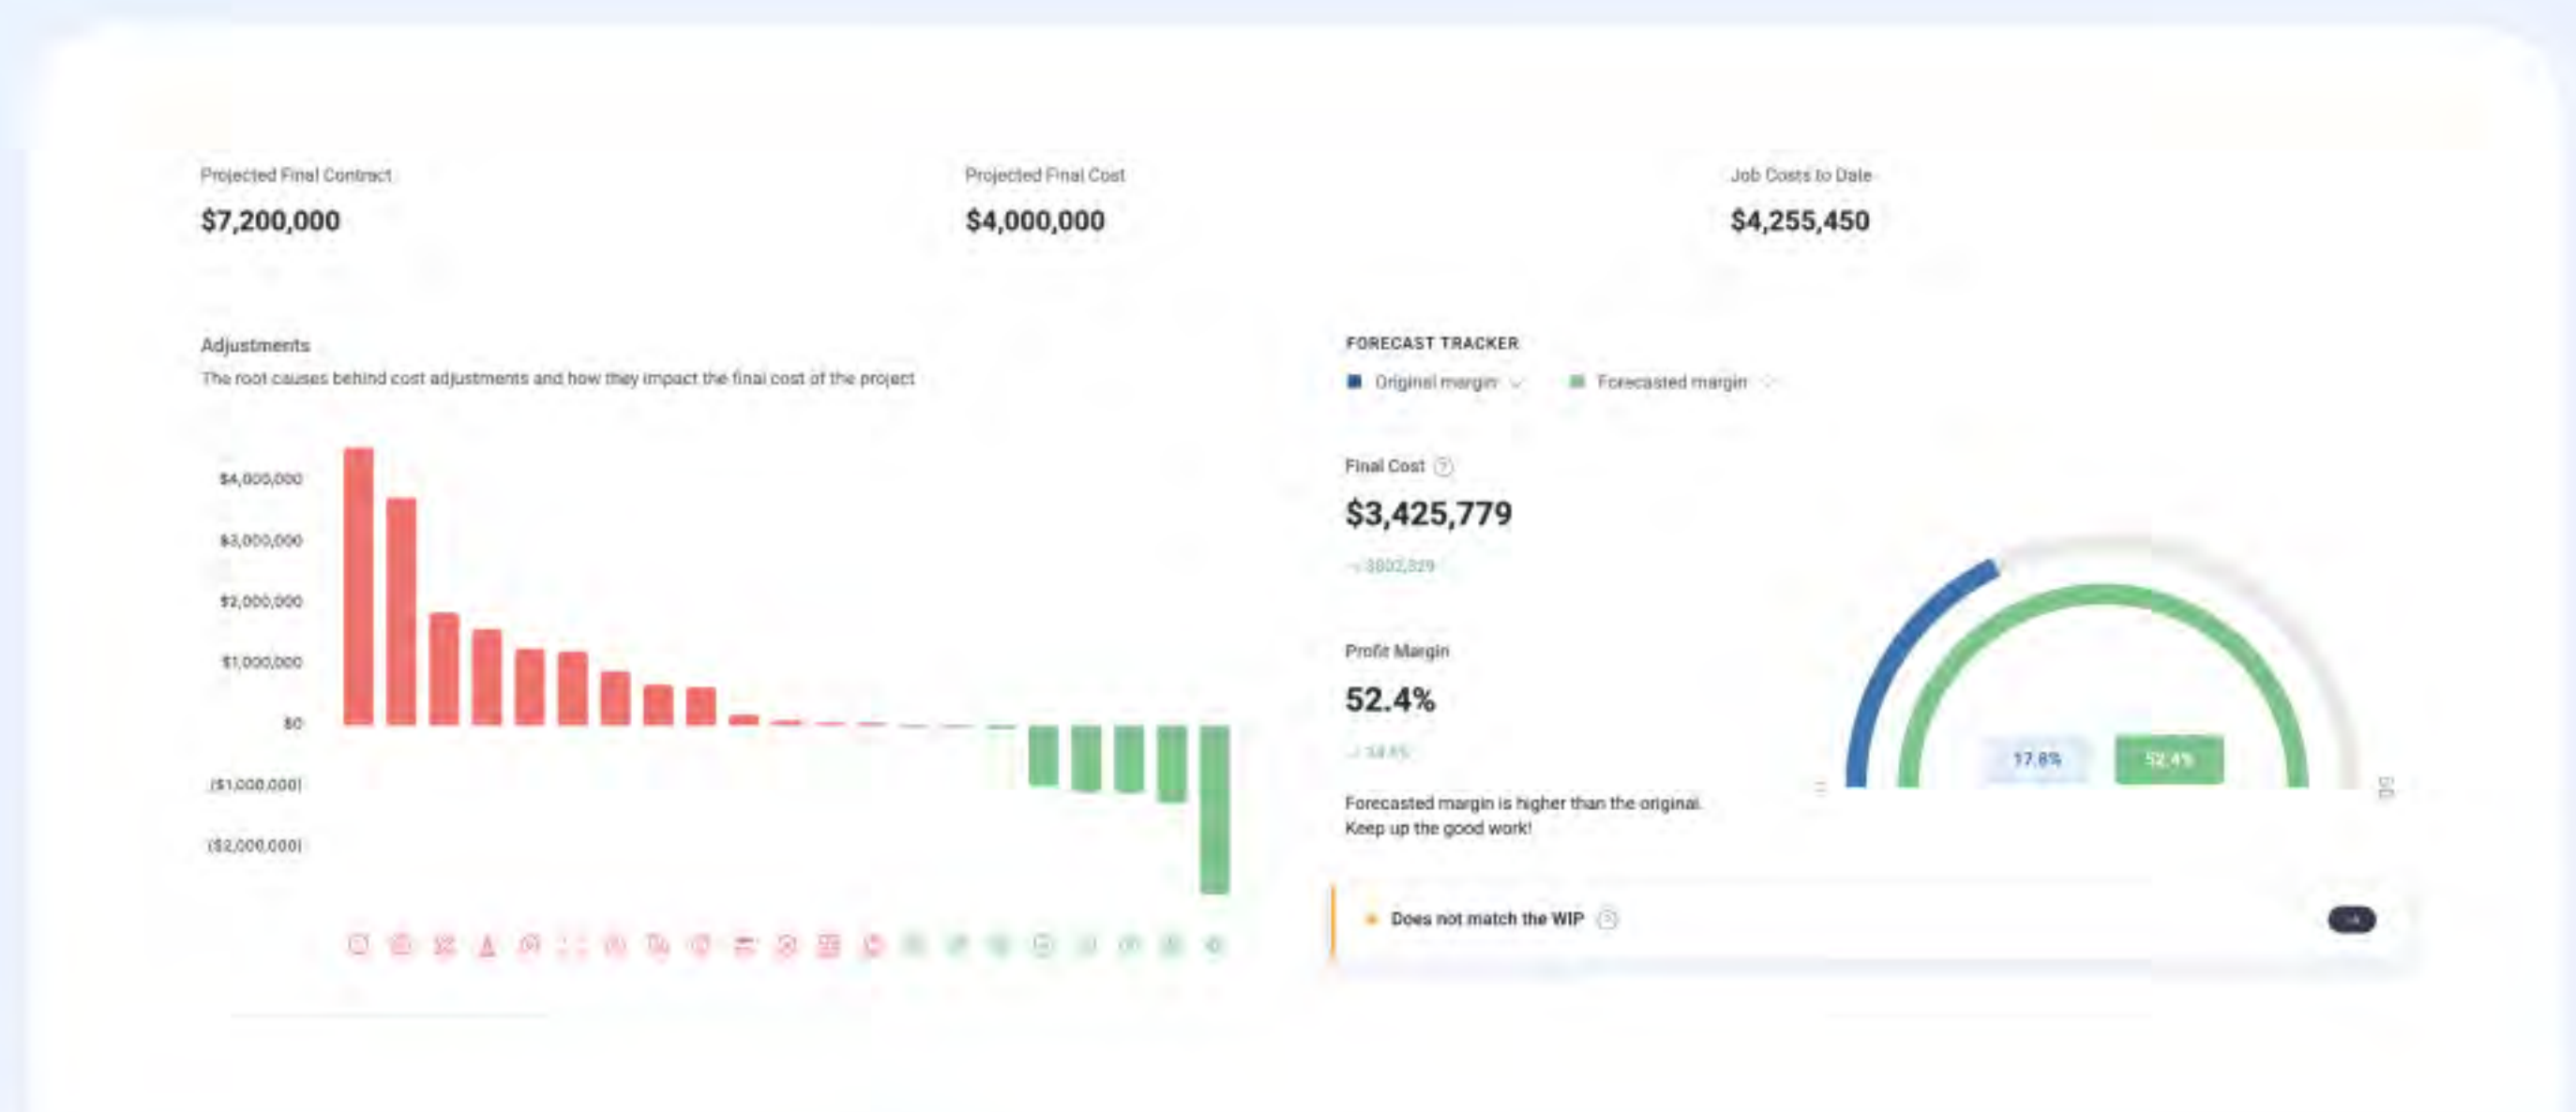 Projected Final Contract
$7,200,000
Projected Final Cost
$4,000,000
Job Costs to Date
$4,255,450
Adjustments
The root causes behind cost adjustments and how they impact the final cost of the project
$4,000,000
$3,000,000
$2,000,000
$1,000,000
$0
($1,000,000)
($2,000,000)
FORECAST TRACKER
Original margin
Forecasted margin
Final Cost
$3,425,779
Profit Margin
52.4%
Forecasted margin is higher than the original.
Keep up the good work!
17.8%
52.4%
50
Does not match the WIP